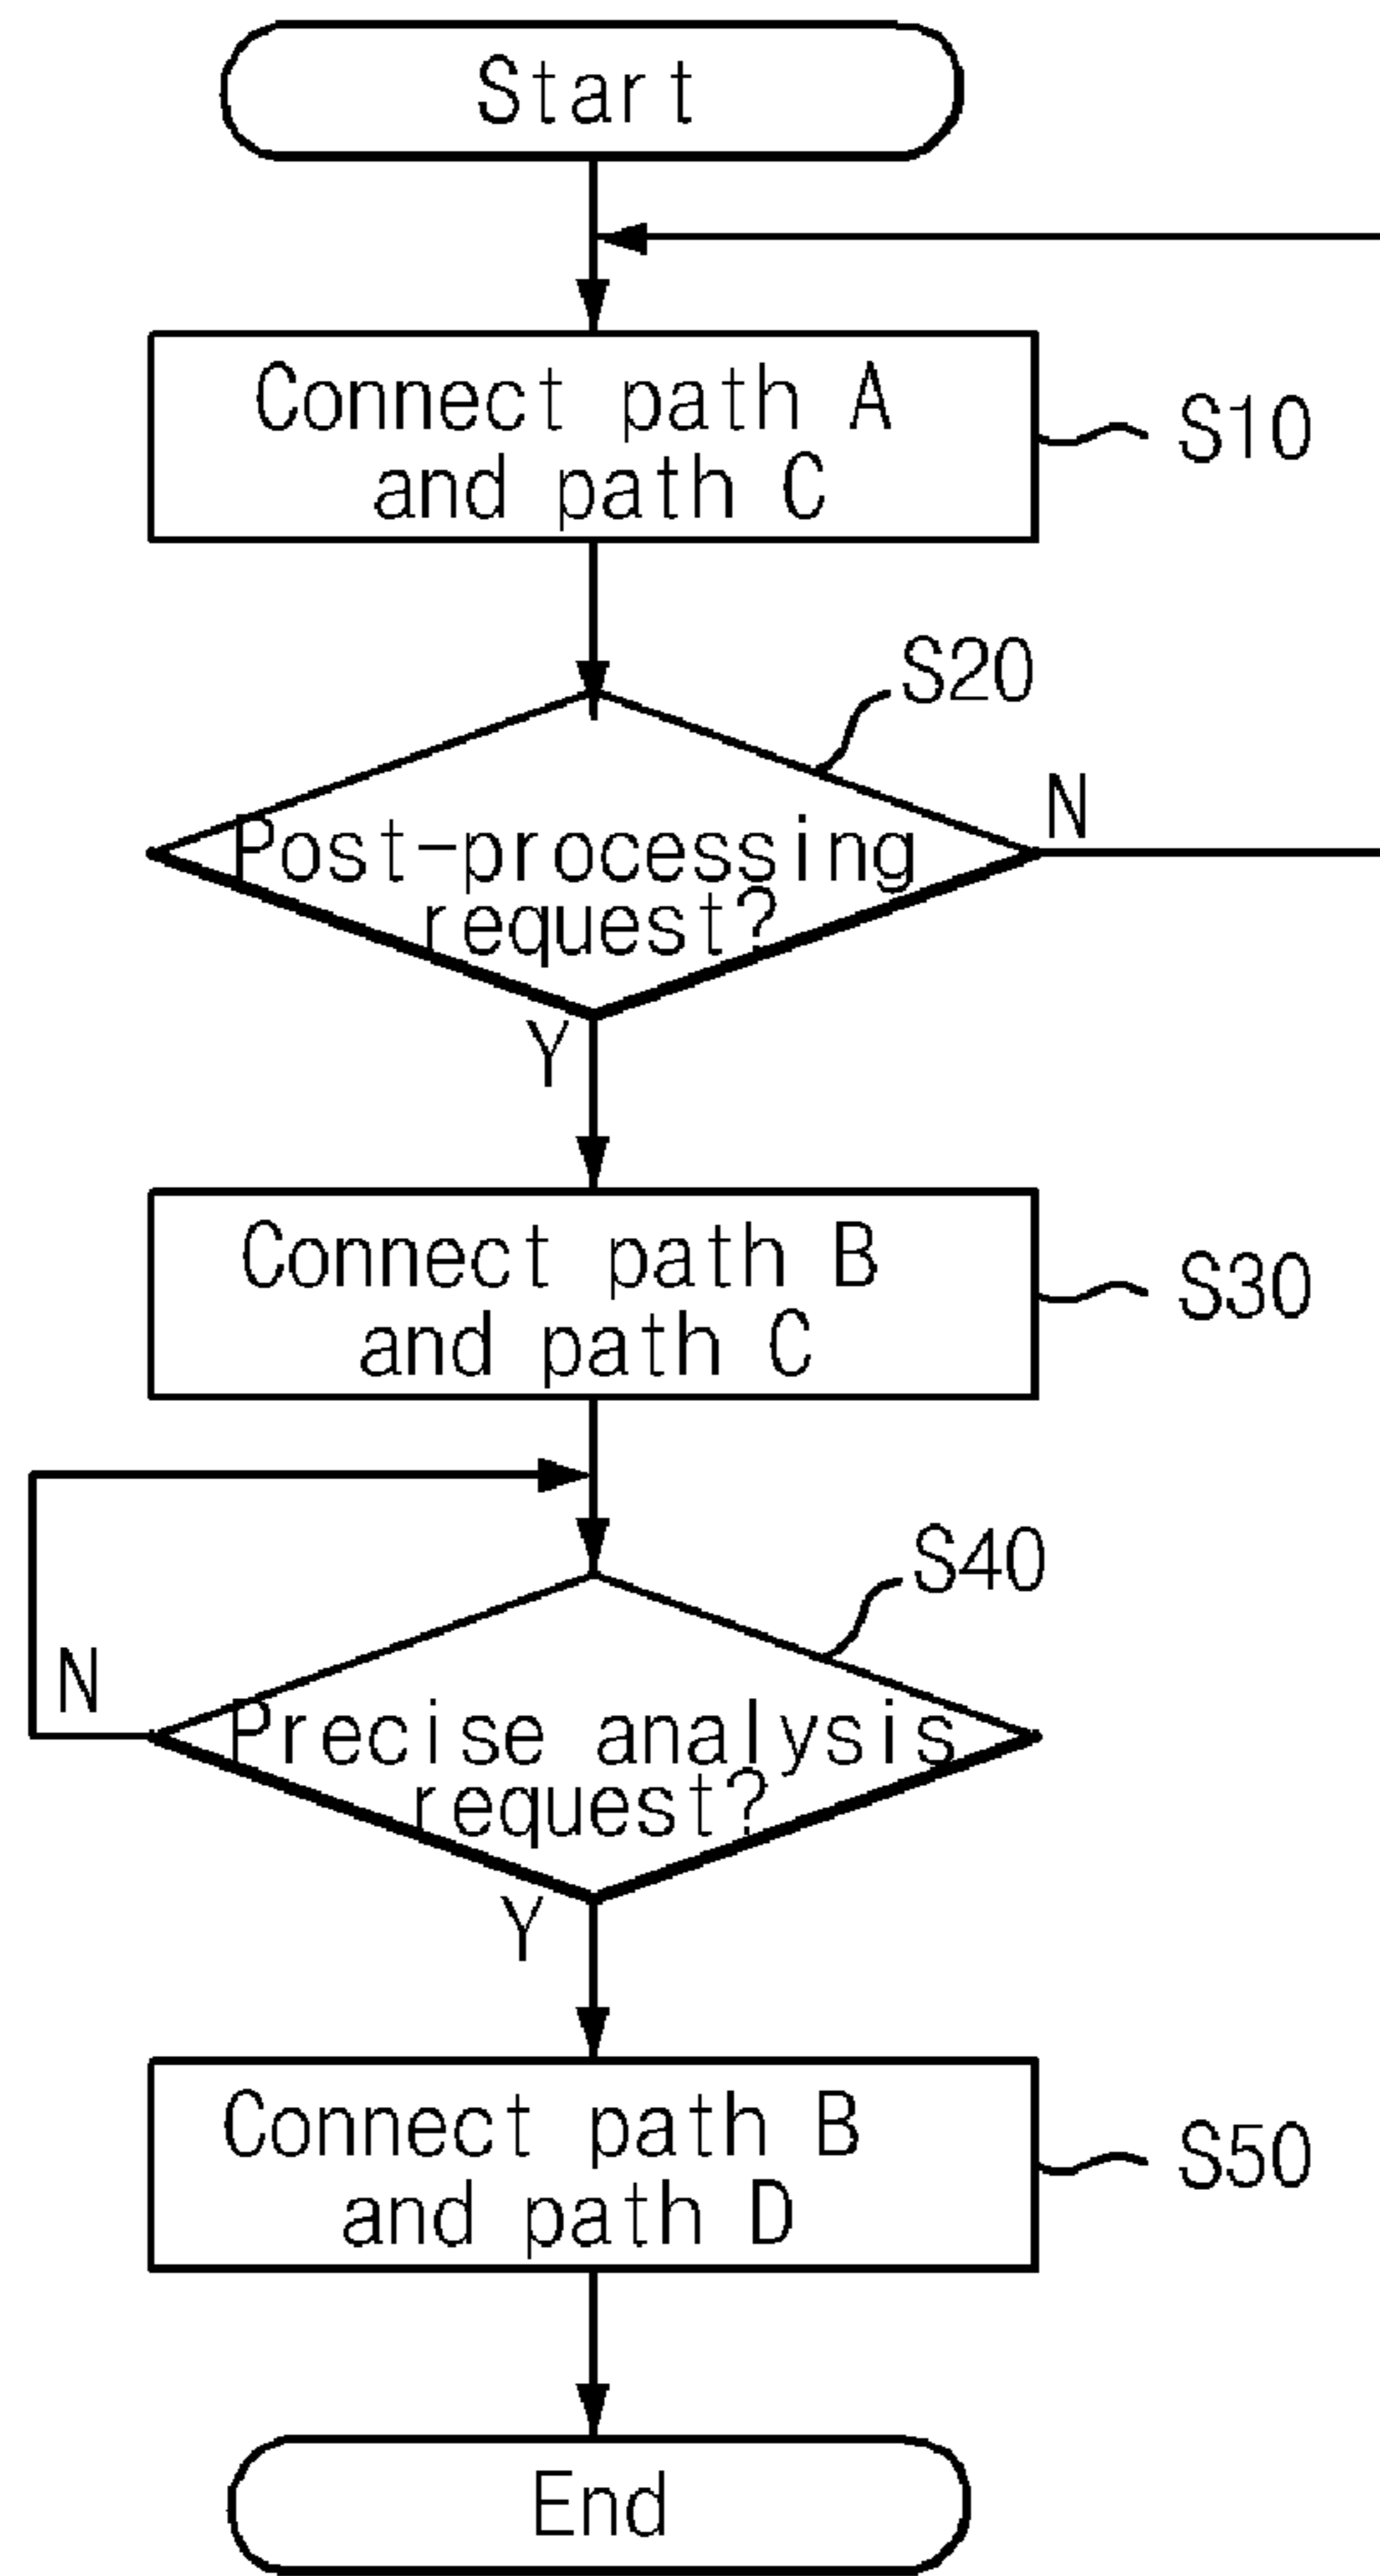 Start
Connect path A
and path C
S10
S20
Post-processing
request?
N
Y
Connect path B
and path C
S30
S40
Precise analysis
request?
N
Y
Connect path B
and path D
S50
End